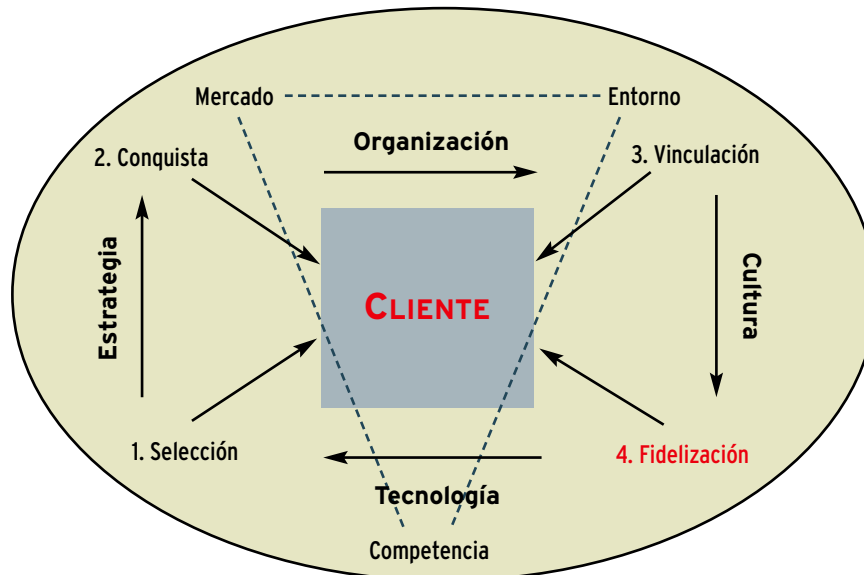 Mercado
Entorno
Organización
2. Conquista
3. Vinculación
Estrategia
CLIENTE
Cultura
1. Selección
4. Fidelización
Tecnología
Competencia